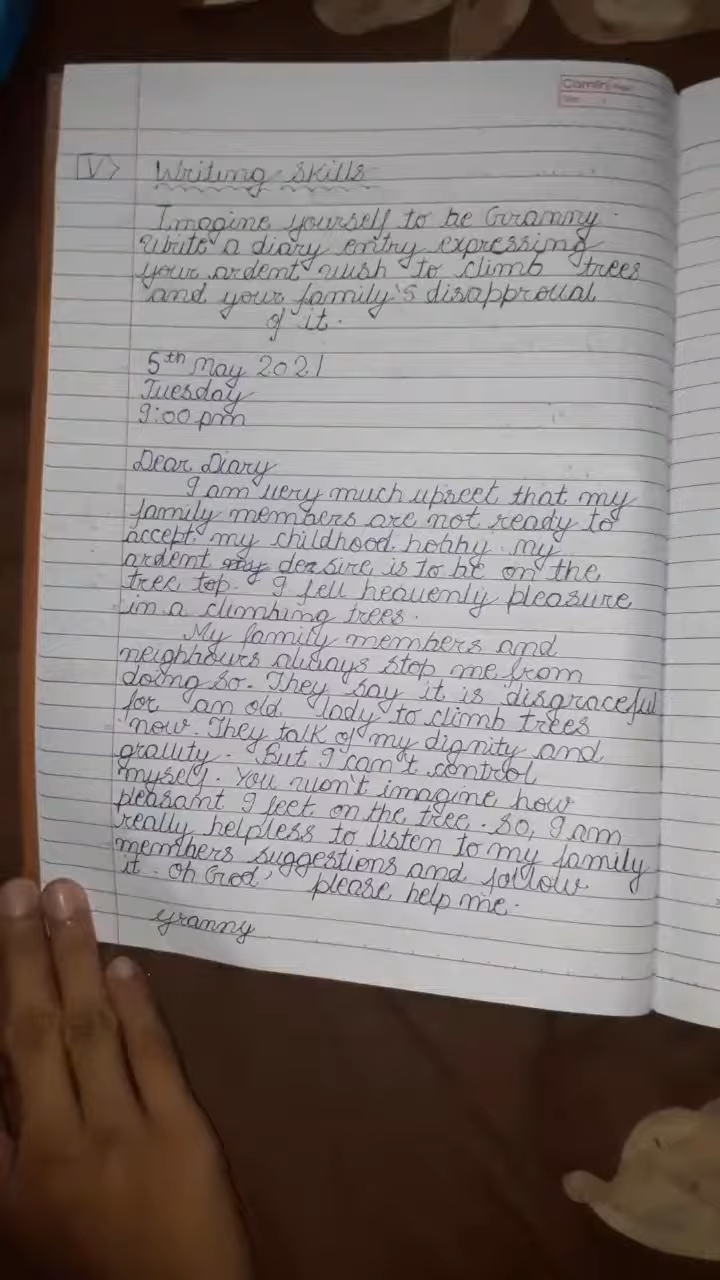 Camlin
V> Writing Skills
Imagine yourself to be Granny.
Write a diary entry expressing
your ardent wish to climb trees
and your family's disapproval
of it.
5th May 2021
Tuesday
9:00 pm
Dear Diary
I am very much upseet that my
family members are not ready to
accept my childhood hobby. my
ardent my dezsire is to be on the
tree top. I fell heavenly pleasure
in a climbing trees.
My family members and
neighbours always stop me from
doing so. They say it is disgraceful
for an old lady to climb trees
now. They talk of my dignity and
gravity. But I can't control
myself. You won't imagine how
pleasant I feet on the tree. So, I am
really helpless to listen to my family
members suggestions and follow
it. Oh God, please help me.
granny